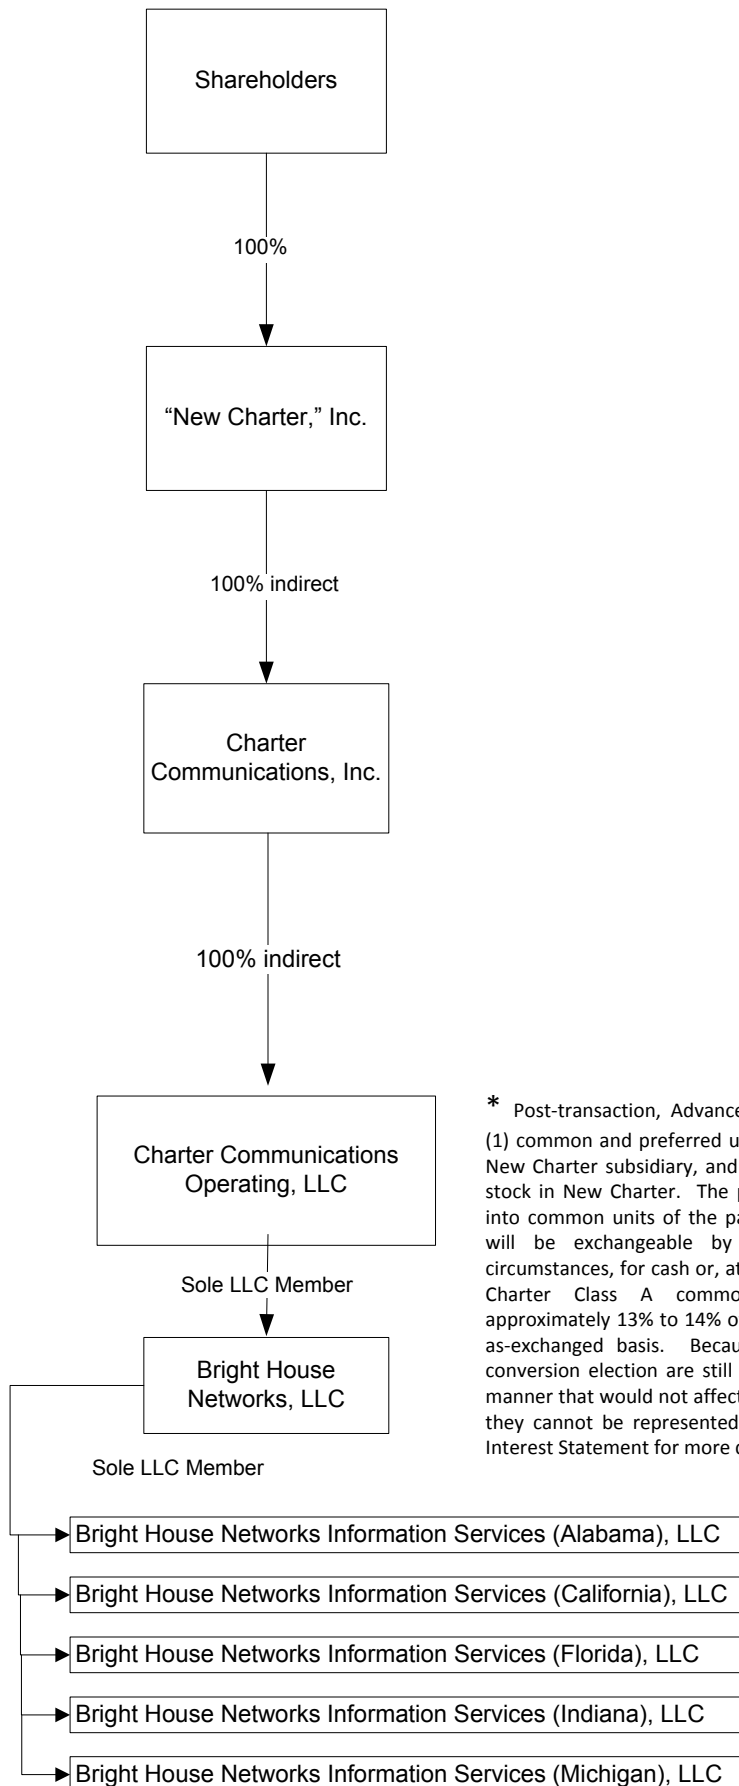 Shareholders
100%
“New Charter,” Inc.
100% indirect
Charter
Communications, Inc.
100% indirect
Charter Communications
Operating, LLC
Sole LLC Member
Bright House
Networks, LLC
Sole LLC Member
* Post-transaction, Advance
(1) common and preferred u
New Charter subsidiary, and
stock in New Charter. The p
into common units of the pa
will be exchangeable by
circumstances, for cash or, at
Charter Class A commo
approximately 13% to 14% o
as-exchanged basis. Becau
conversion election are still
manner that would not affect
they cannot be represented
Interest Statement for more d
Bright House Networks Information Services (Alabama), LLC
Bright House Networks Information Services (California), LLC
Bright House Networks Information Services (Florida), LLC
Bright House Networks Information Services (Indiana), LLC
Bright House Networks Information Services (Michigan), LLC